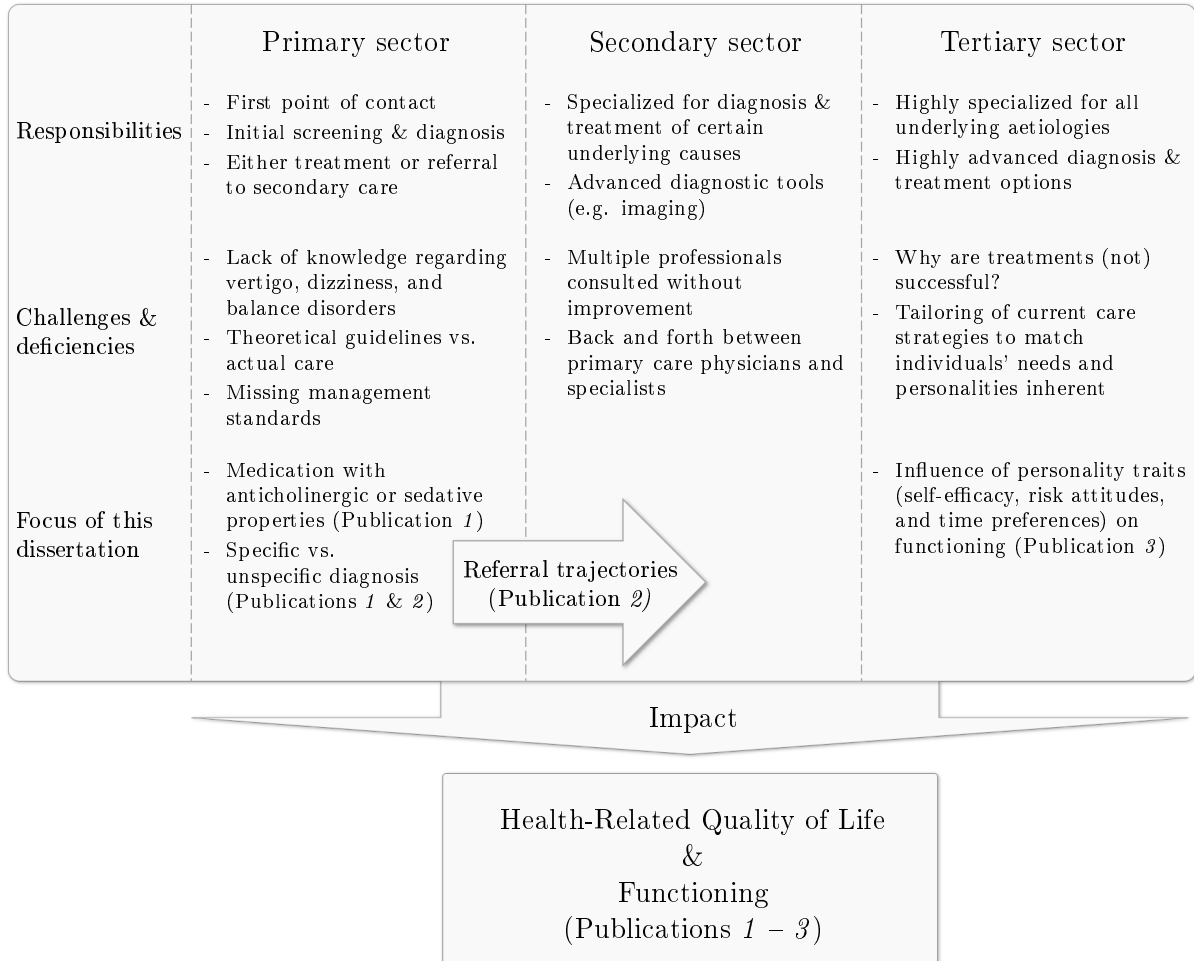 Primary sector
Secondary sector
Tertiary sector
Responsibilities
- First point of contact
- Initial screening & diagnosis
- Either treatment or referral
to secondary care
- Specialized for diagnosis &
treatment of certain
underlying causes
- Advanced diagnostic tools
(e.g. imaging)
- Highly specialized for all
underlying aetiologies
- Highly advanced diagnosis &
treatment options
Challenges &
deficiencies
- Lack of knowledge regarding
vertigo, dizziness, and
balance disorders
- Theoretical guidelines vs.
actual care
- Missing management
standards
- Multiple professionals
consulted without
improvement
- Back and forth between
primary care physicians and
specialists
- Why are treatments (not)
successful?
- Tailoring of current care
strategies to match
individuals' needs and
personalities inherent
Focus of this
dissertation
- Medication with
anticholinergic or sedative
properties (Publication 1)
- Specific vs.
unspecific diagnosis
(Publications 1 & 2)
Referral trajectories
(Publication 2)
- Influence of personality traits
(self-efficacy, risk attitudes,
and time preferences) on
functioning (Publication 3)
Impact
Health-Related Quality of Life
&
Functioning
(Publications 1 – 3)